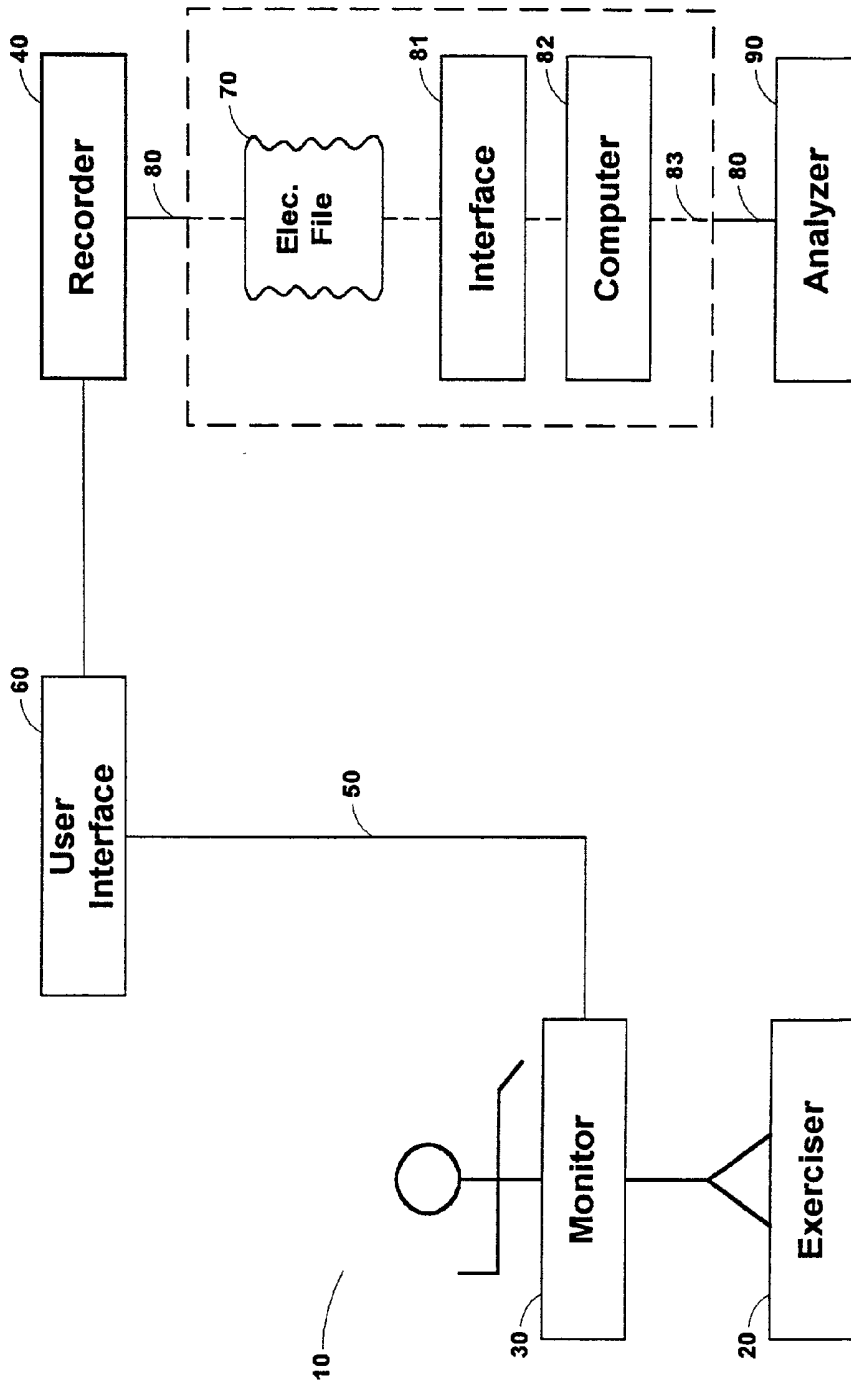 10
20
Exerciser
30
Monitor
50
60
User
Interface
40
Recorder
80
70
Elec.
File
81
Interface
82
Computer
83
80
90
Analyzer